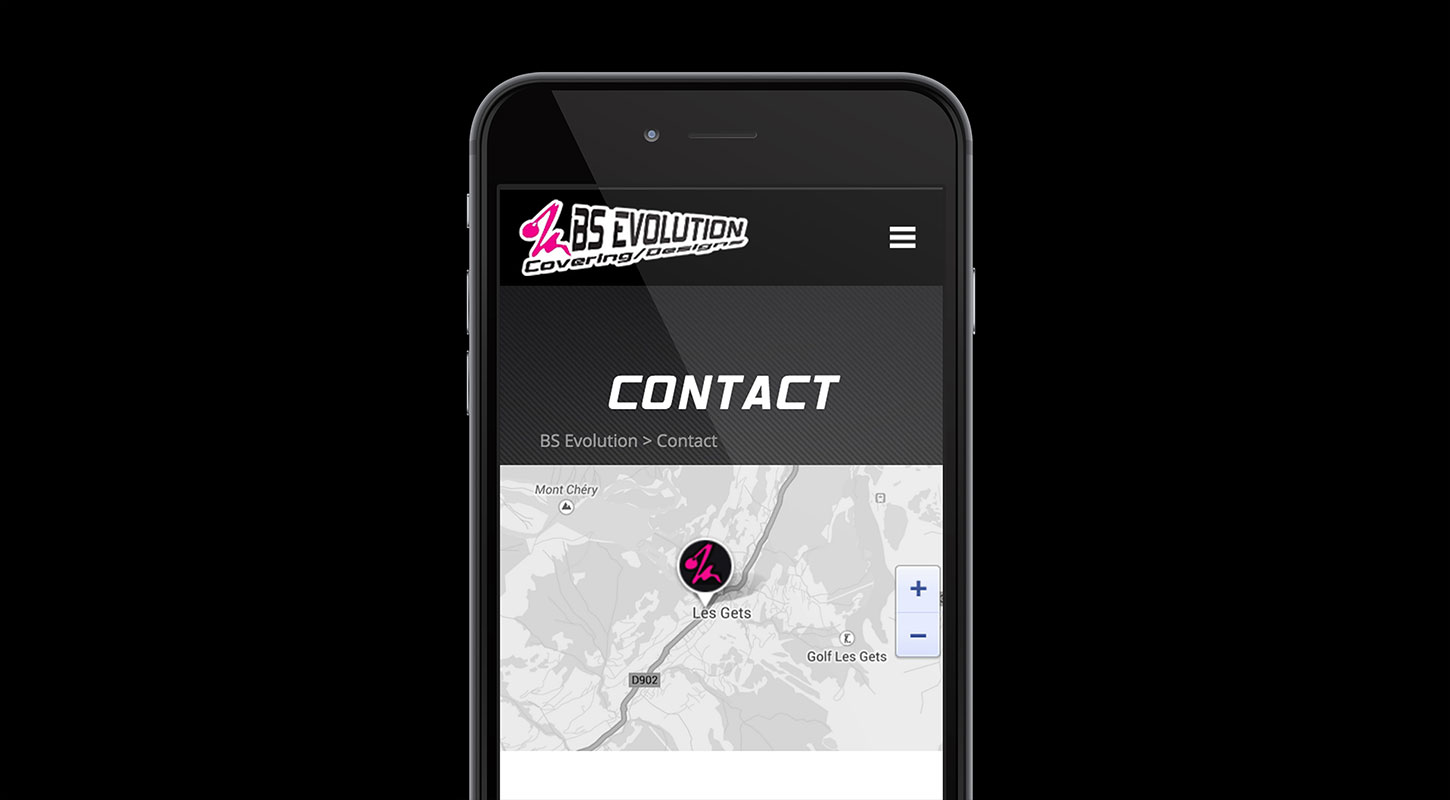 BS EVOLUTION
Covering/Designs
CONTACT
BS Evolution > Contact
Mont Chéry
Les Gets
Golf Les Gets
D902